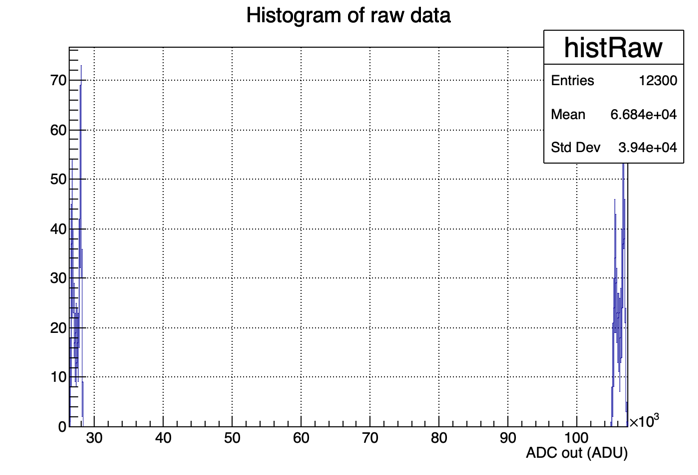 Histogram of raw data
histRaw
Entries 12300
Mean 6.684e+04
Std Dev 3.94e+04
70
60
50
40
30
20
10
0
30 40 50 60 70 80 90 100
×10³
ADC out (ADU)